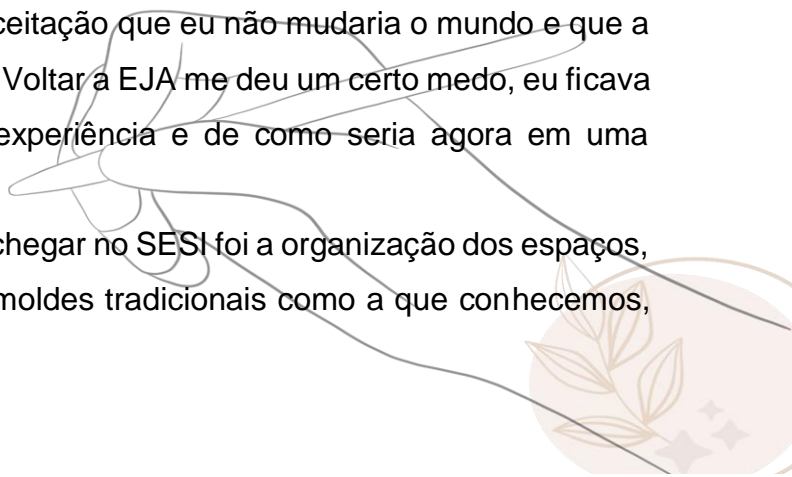 ceitação que eu não mudaria o mundo e que a
Voltar a EJA me deu um certo medo, eu ficava
experiência e de como seria agora em uma
chegar no SESI foi a organização dos espaços,
moldes tradicionais como a que conhecemos,